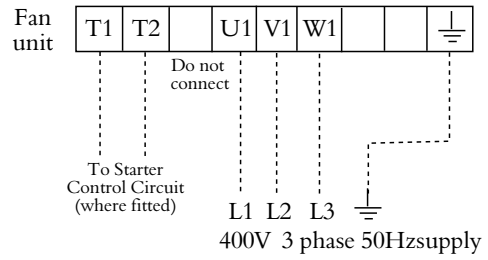 Fan
unit
T1 T2 U1 V1 W1
Do not
connect
To Starter
Control Circuit
(where fitted)
L1 L2 L3
400V 3 phase 50Hzsupply